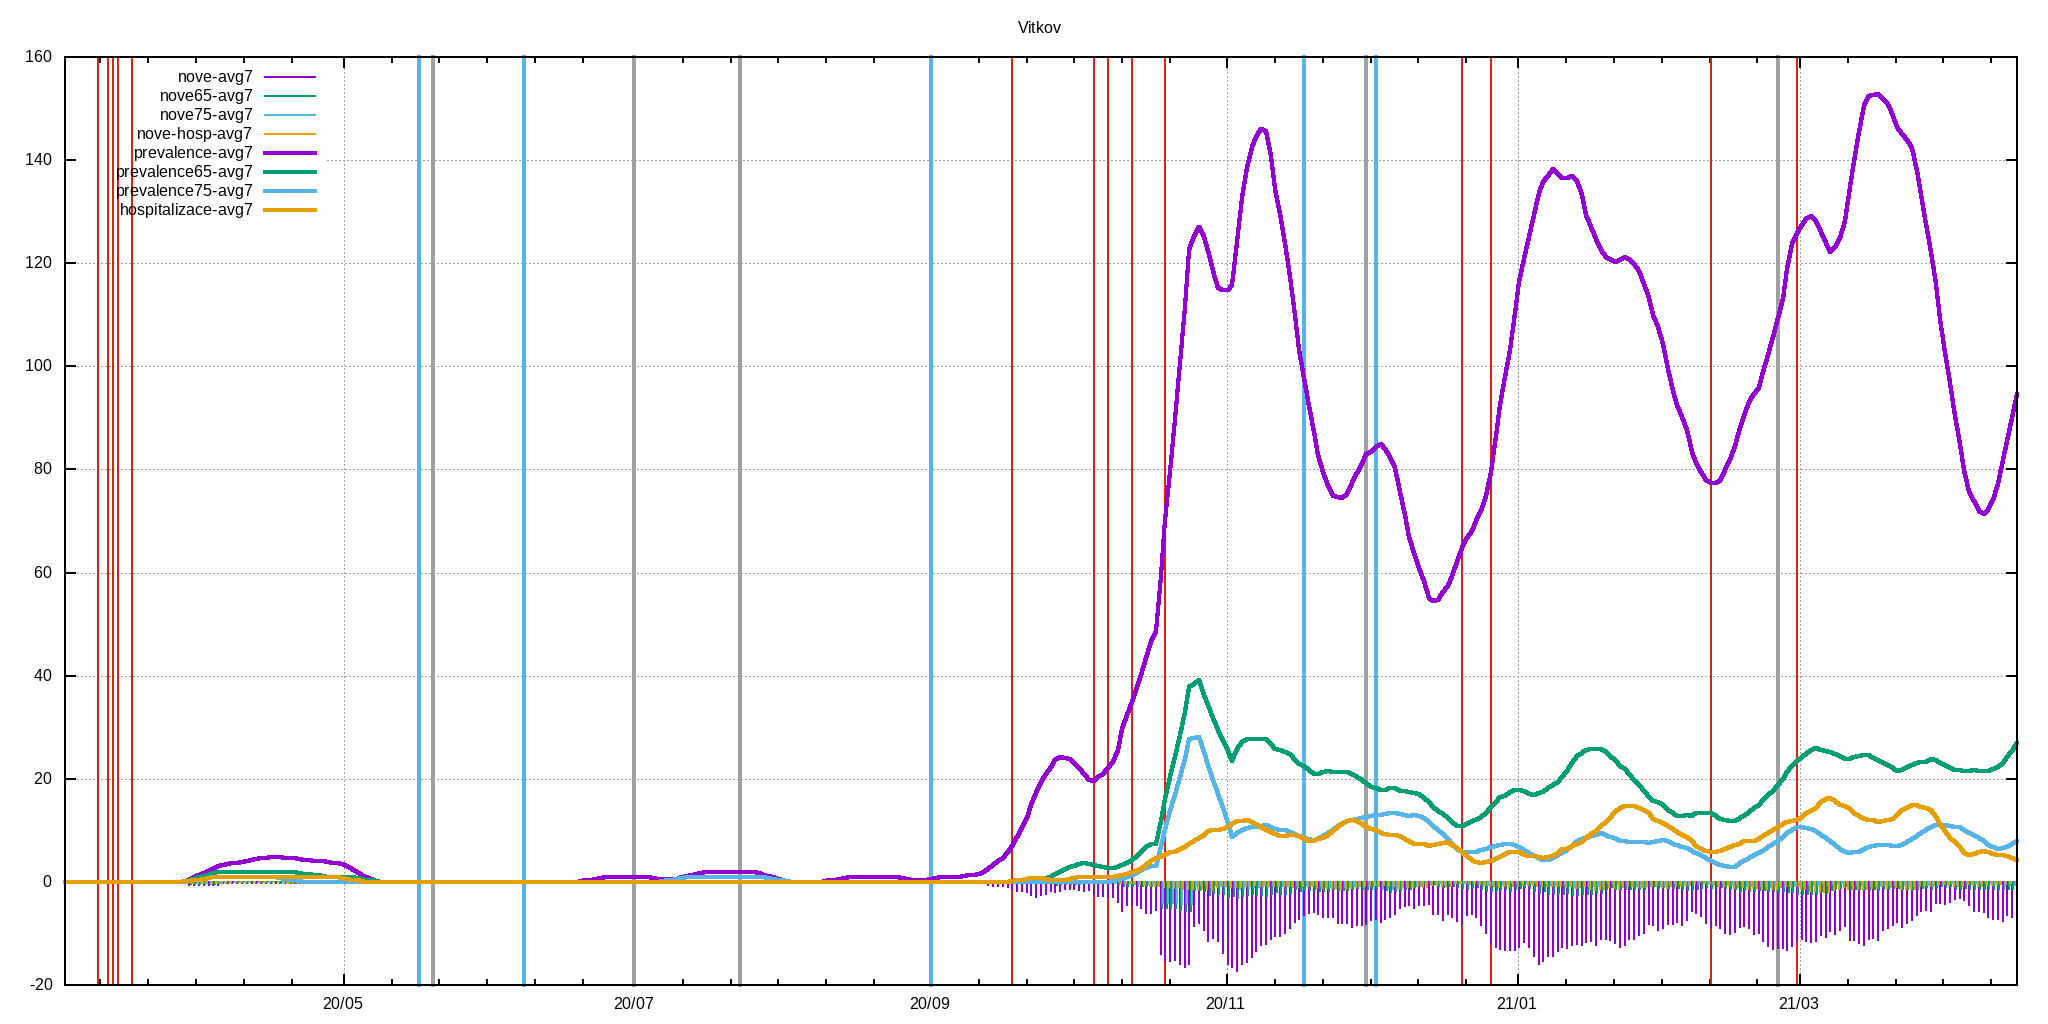 Vitkov
160
140
120
100
80
60
40
20
0
-20
nove-avg7
nove65-avg7
nove75-avg7
nove-hosp-avg7
prevalence-avg7
prevalence65-avg7
prevalence75-avg7
hospitalizace-avg7
20/05
20/07
20/09
20/11
21/01
21/03